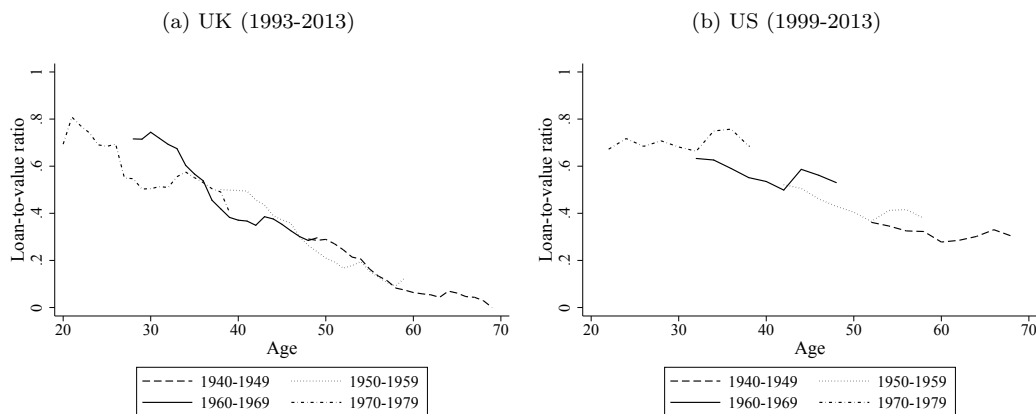 (a) UK (1993-2013)
Loan-to-value ratio
0 .2 .4 .6 .8 1
20 30 40 50 60 70
Age
1940-1949 1950-1959
1960-1969 1970-1979
(b) US (1999-2013)
Loan-to-value ratio
0 .2 .4 .6 .8 1
20 30 40 50 60 70
Age
1940-1949 1950-1959
1960-1969 1970-1979